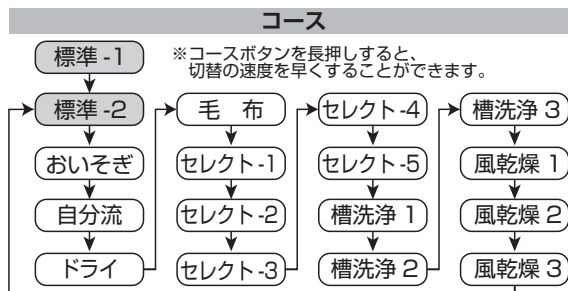 コース
※コースボタンを長押しすると、
切替の速度を早くすることができます。
標準 -1
標準 -2
おいそぎ
自分流
ドライ
毛 布
セレクト -1
セレクト -2
セレクト -3
セレクト -4
セレクト -5
槽洗浄 1
槽洗浄 2
槽洗浄 3
風乾燥 1
風乾燥 2
風乾燥 3